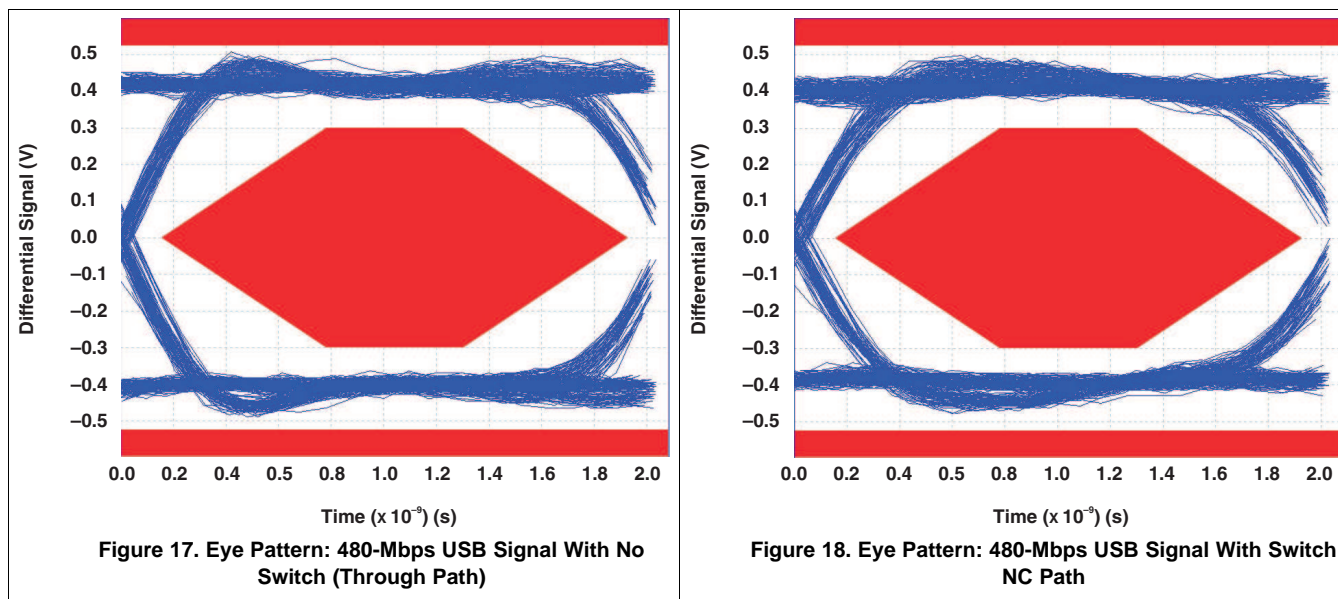 0.5
0.4
0.3
0.2
0.1
0.0
–0.1
–0.2
–0.3
–0.4
–0.5
Differential Signal (V)
0.0 0.2 0.4 0.5 0.8 0.9 1.0 1.2 1.4 1.6 1.8 2.0
Time (x 10⁻⁹) (s)
Figure 17. Eye Pattern: 480-Mbps USB Signal With No
Switch (Through Path)
0.5
0.4
0.3
0.2
0.1
0.0
–0.1
–0.2
–0.3
–0.4
–0.5
Differential Signal (V)
0.0 0.2 0.4 0.6 0.8 1.0 1.1 1.2 1.4 1.6 1.8 2.0
Time (x 10⁻⁹) (s)
Figure 18. Eye Pattern: 480-Mbps USB Signal With Switch
NC Path